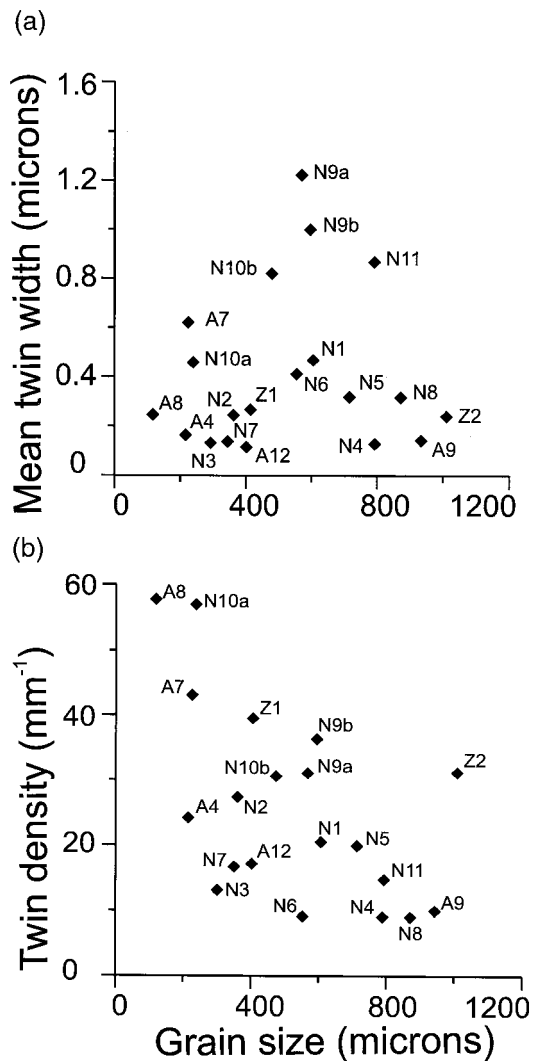 (a)
Mean twin width (microns)
1.6
1.2
0.8
0.4
0
N9a
N9b
N11
N10b
A7
N10a
N1
N6
N5
N8
A8
A4
N2
Z1
Z2
N3
N7
A12
N4
A9
0 400 800 1200
(b)
Twin density (mm-1)
60
40
20
0
A8
N10a
A7
Z1
N9b
N10b
N9a
Z2
A4
N2
N1
N5
N7
A12
N11
N3
N6
N4
A9
N8
0 400 800 1200
Grain size (microns)